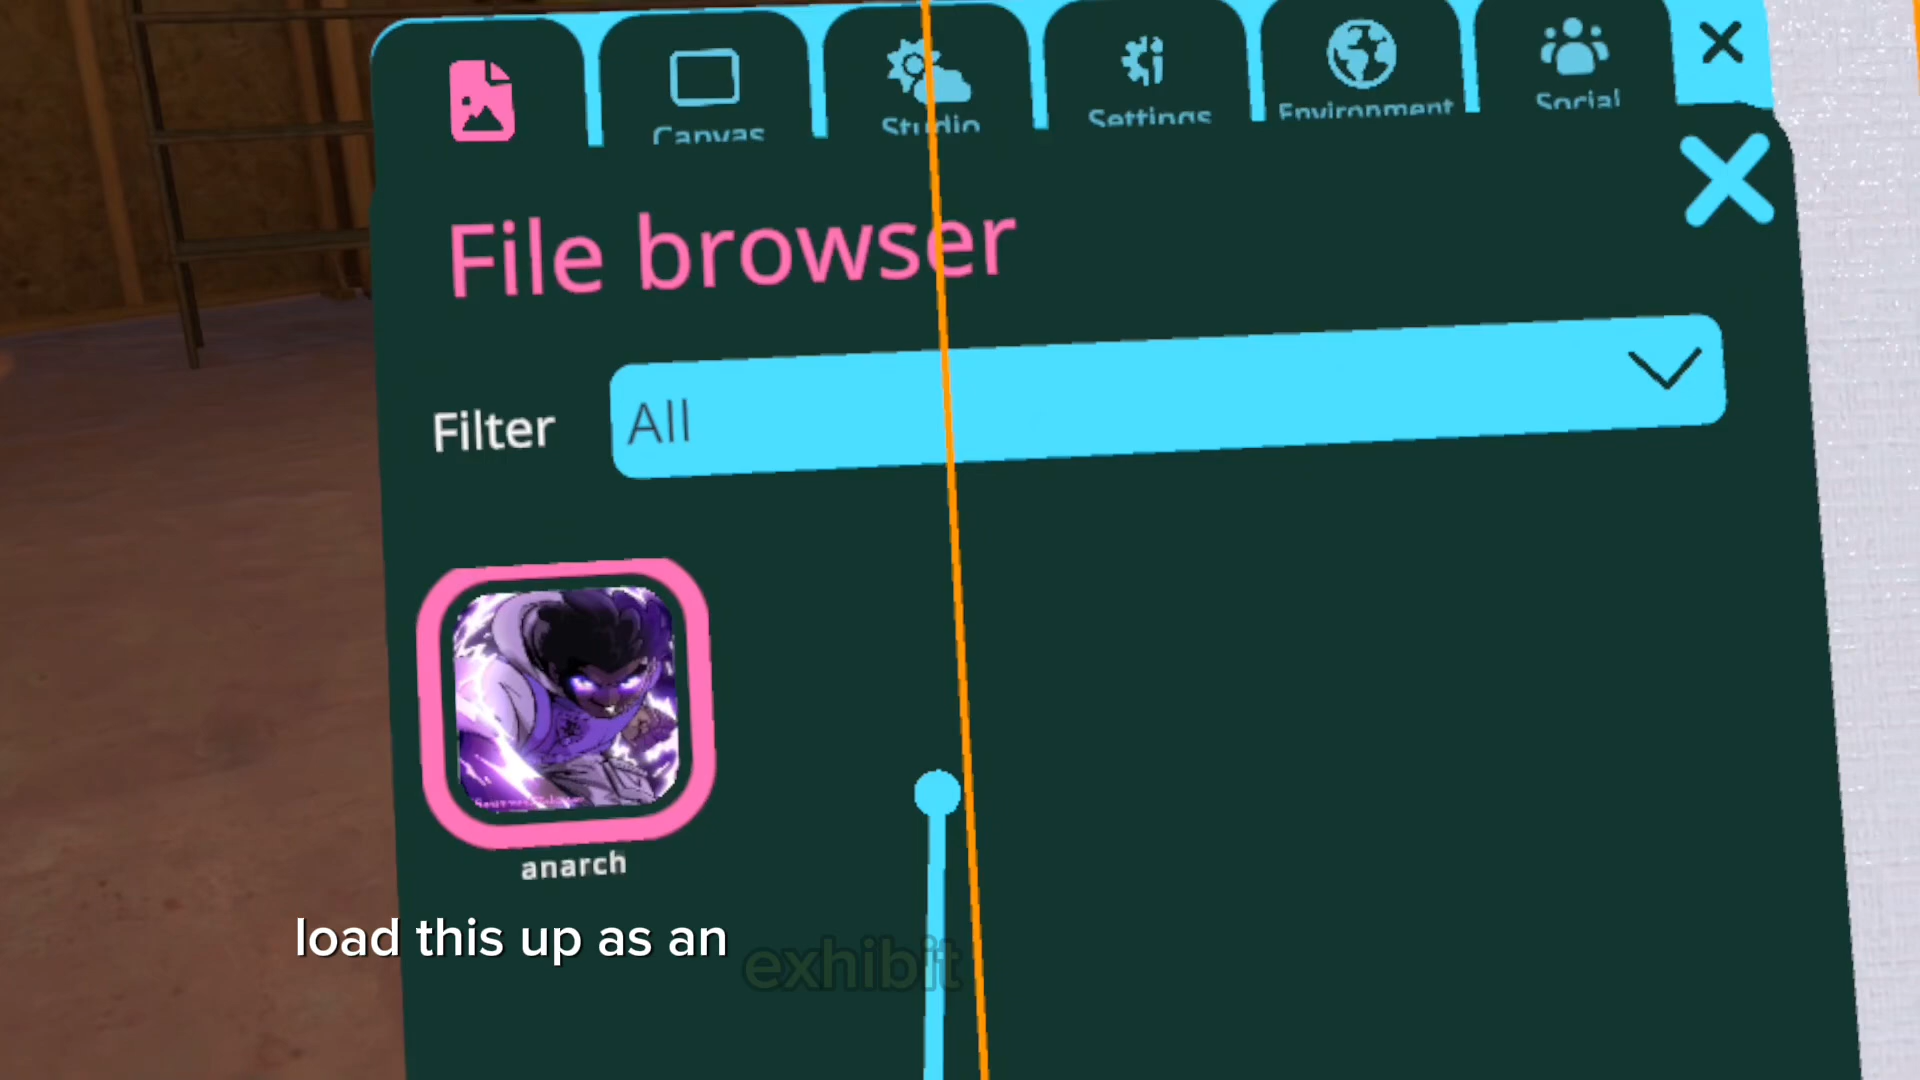 Canvas
Studio
Settings
Environment
Social
File browser
Filter
All
anarch
load this up as an exhibit